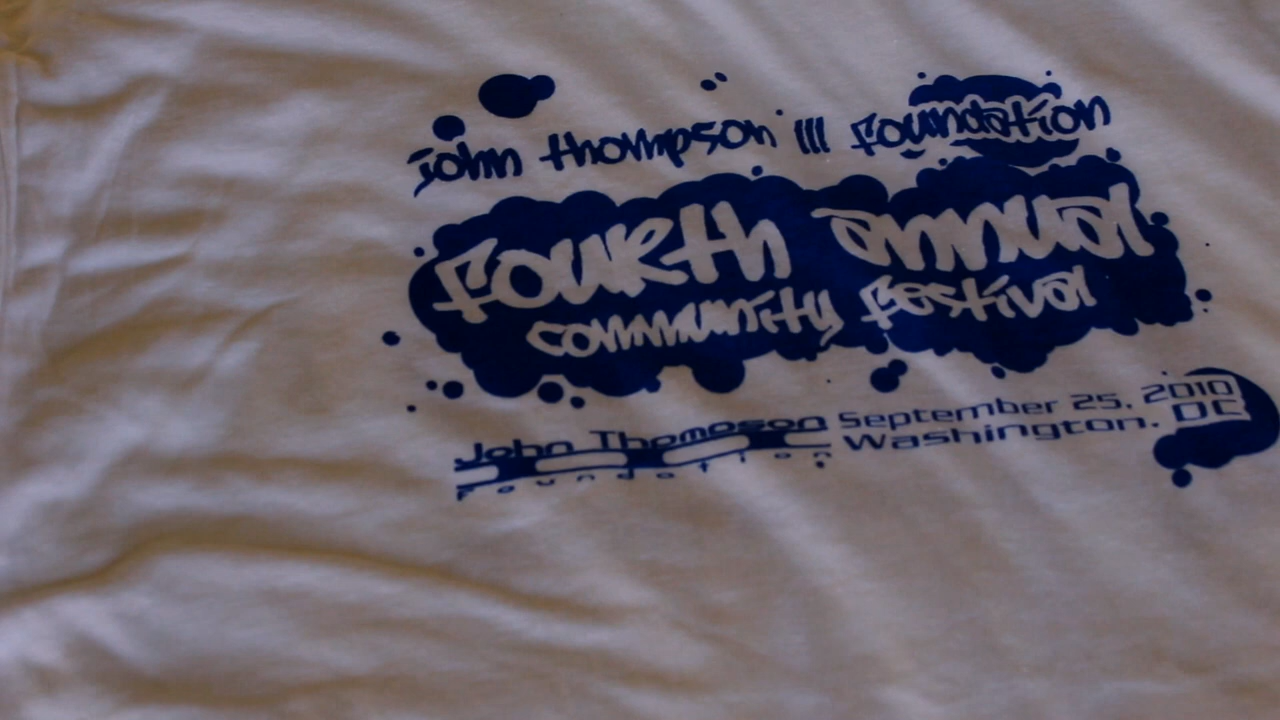 john thompson III foundation
fourth annual
community festival
John Thompson
Foundation
September 25, 2010
Washington, DC